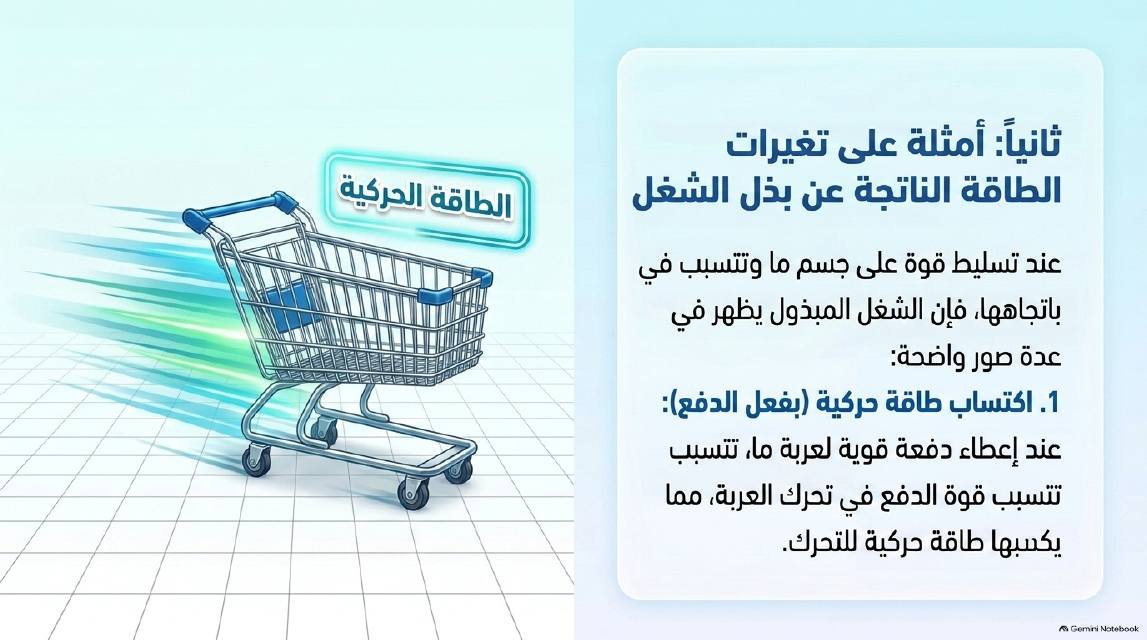 الطاقة الحركية
ثانياً: أمثلة على تغيرات
الطاقة الناتجة عن بذل الشغل
عند تسليط قوة على جسم ما وتتسبب في
باتجاهها، فإن الشغل المبذول يظهر في
عدة صور واضحة:
1. اكتساب طاقة حركية (بفعل الدفع):
عند إعطاء دفعة قوية لعربة ما، تتسبب
تتسبب قوة الدفع في تحرك العربة، مما
يكسبها طاقة حركية للتحرك.
Gemini Notebook